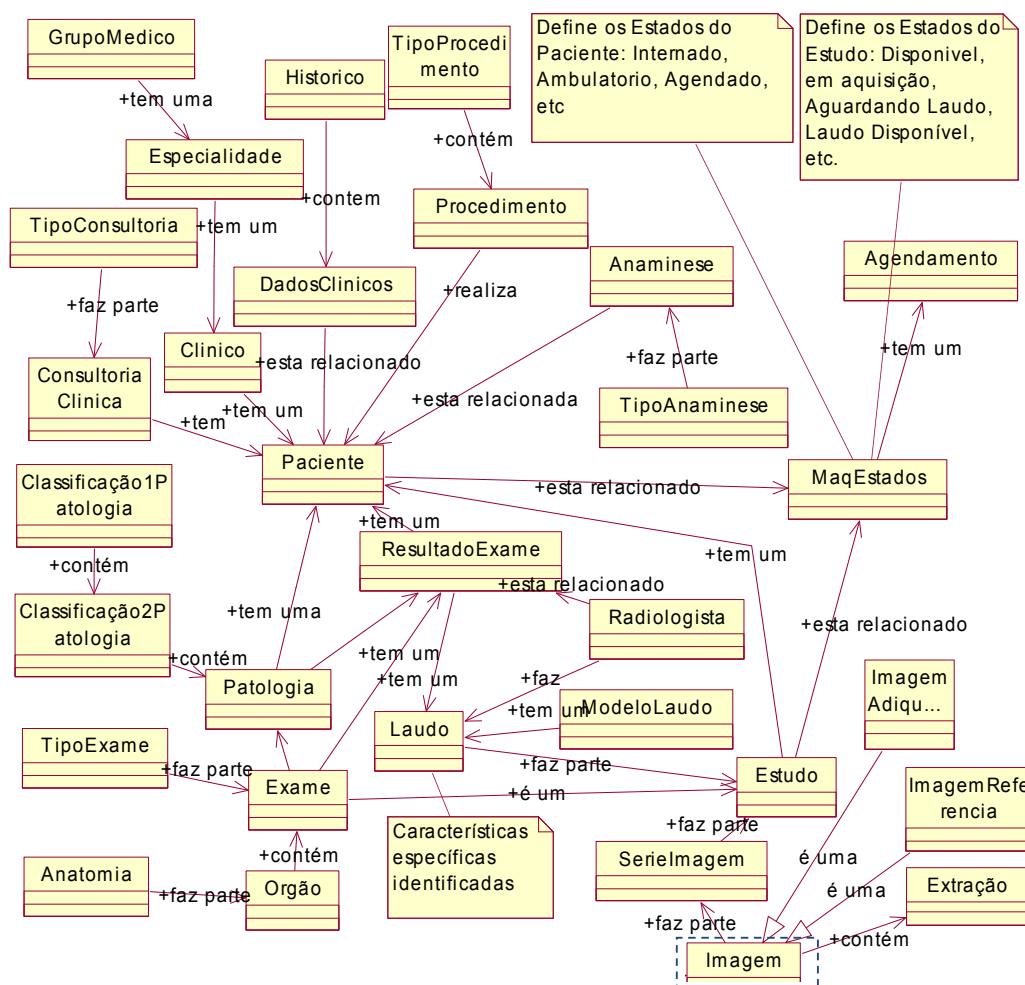 GrupoMedico
+tem uma
Especialidade
+tem um
Historico
+contem
TipoProcedi
mento
+contém
Procedimento
+realiza
Define os Estados do
Paciente: Internado,
Ambulatorio, Agendado,
etc
Define os Estados do
Estudo: Disponivel,
em aquisição,
Aguardando Laudo,
Laudo Disponível,
etc.
TipoConsultoria
+faz parte
Consultoria
Clinica
+tem
DadosClinicos
+esta relacionado
Clinico
+tem um
Anaminese
+esta relacionada
+faz parte
TipoAnaminese
Agendamento
+tem um
Paciente
+esta relacionado
MaqEstados
Classificação1P
atologia
+contém
Classificação2P
atologia
+contém
+tem um
ResultadoExame
+esta relacionado
+tem um
Radiologista
+esta relacionado
+tem uma
+tem um
+tem um
Patologia
+faz
+tem um
ModeloLaudo
Laudo
+faz parte
Imagem
Adiqu...
TipoExame
+faz parte
Exame
+é um
Estudo
ImagemRefe
rencia
+contém
Anatomia
+faz parte
Orgão
Características
específicas
identificadas
+faz parte
SerieImagem
+faz parte
é uma
é uma
Extração
+contém
Imagem